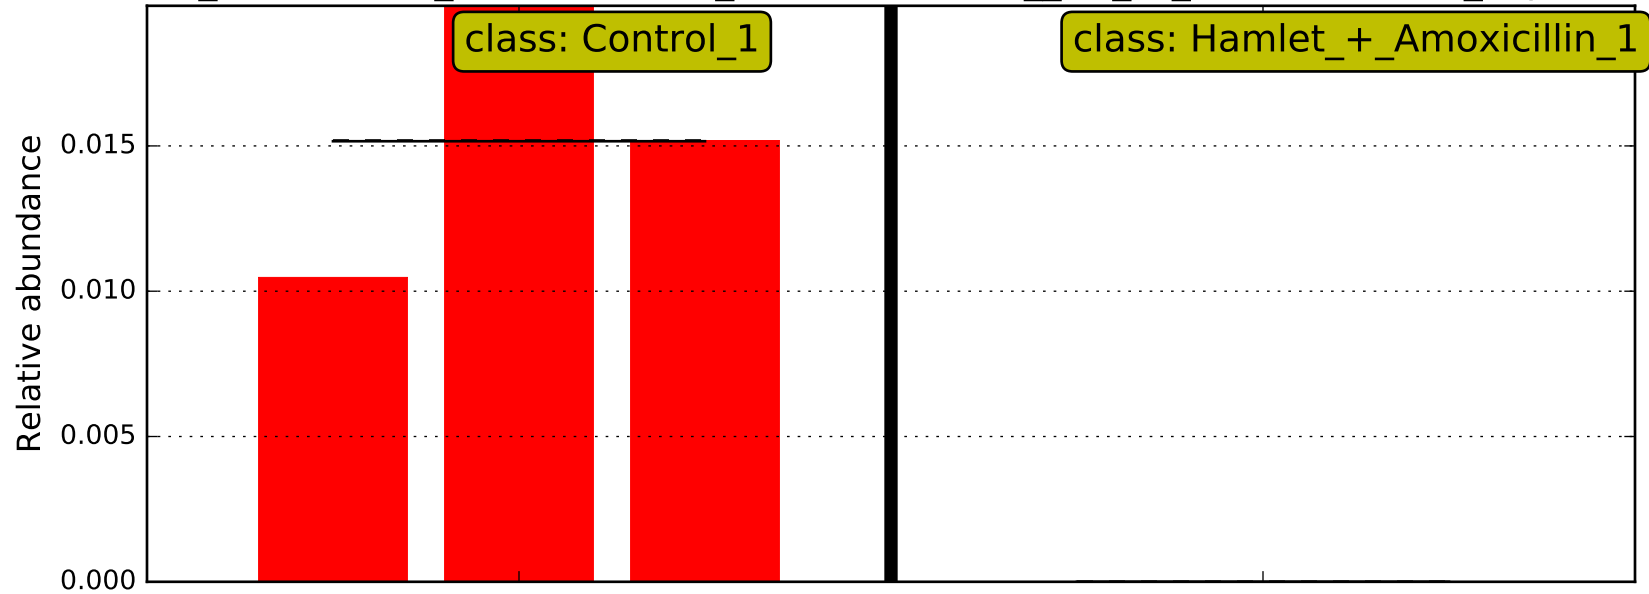 class: Control_1
class: Hamlet_+_Amoxicillin_1
Relative abundance
0.015
0.010
0.005
0.000